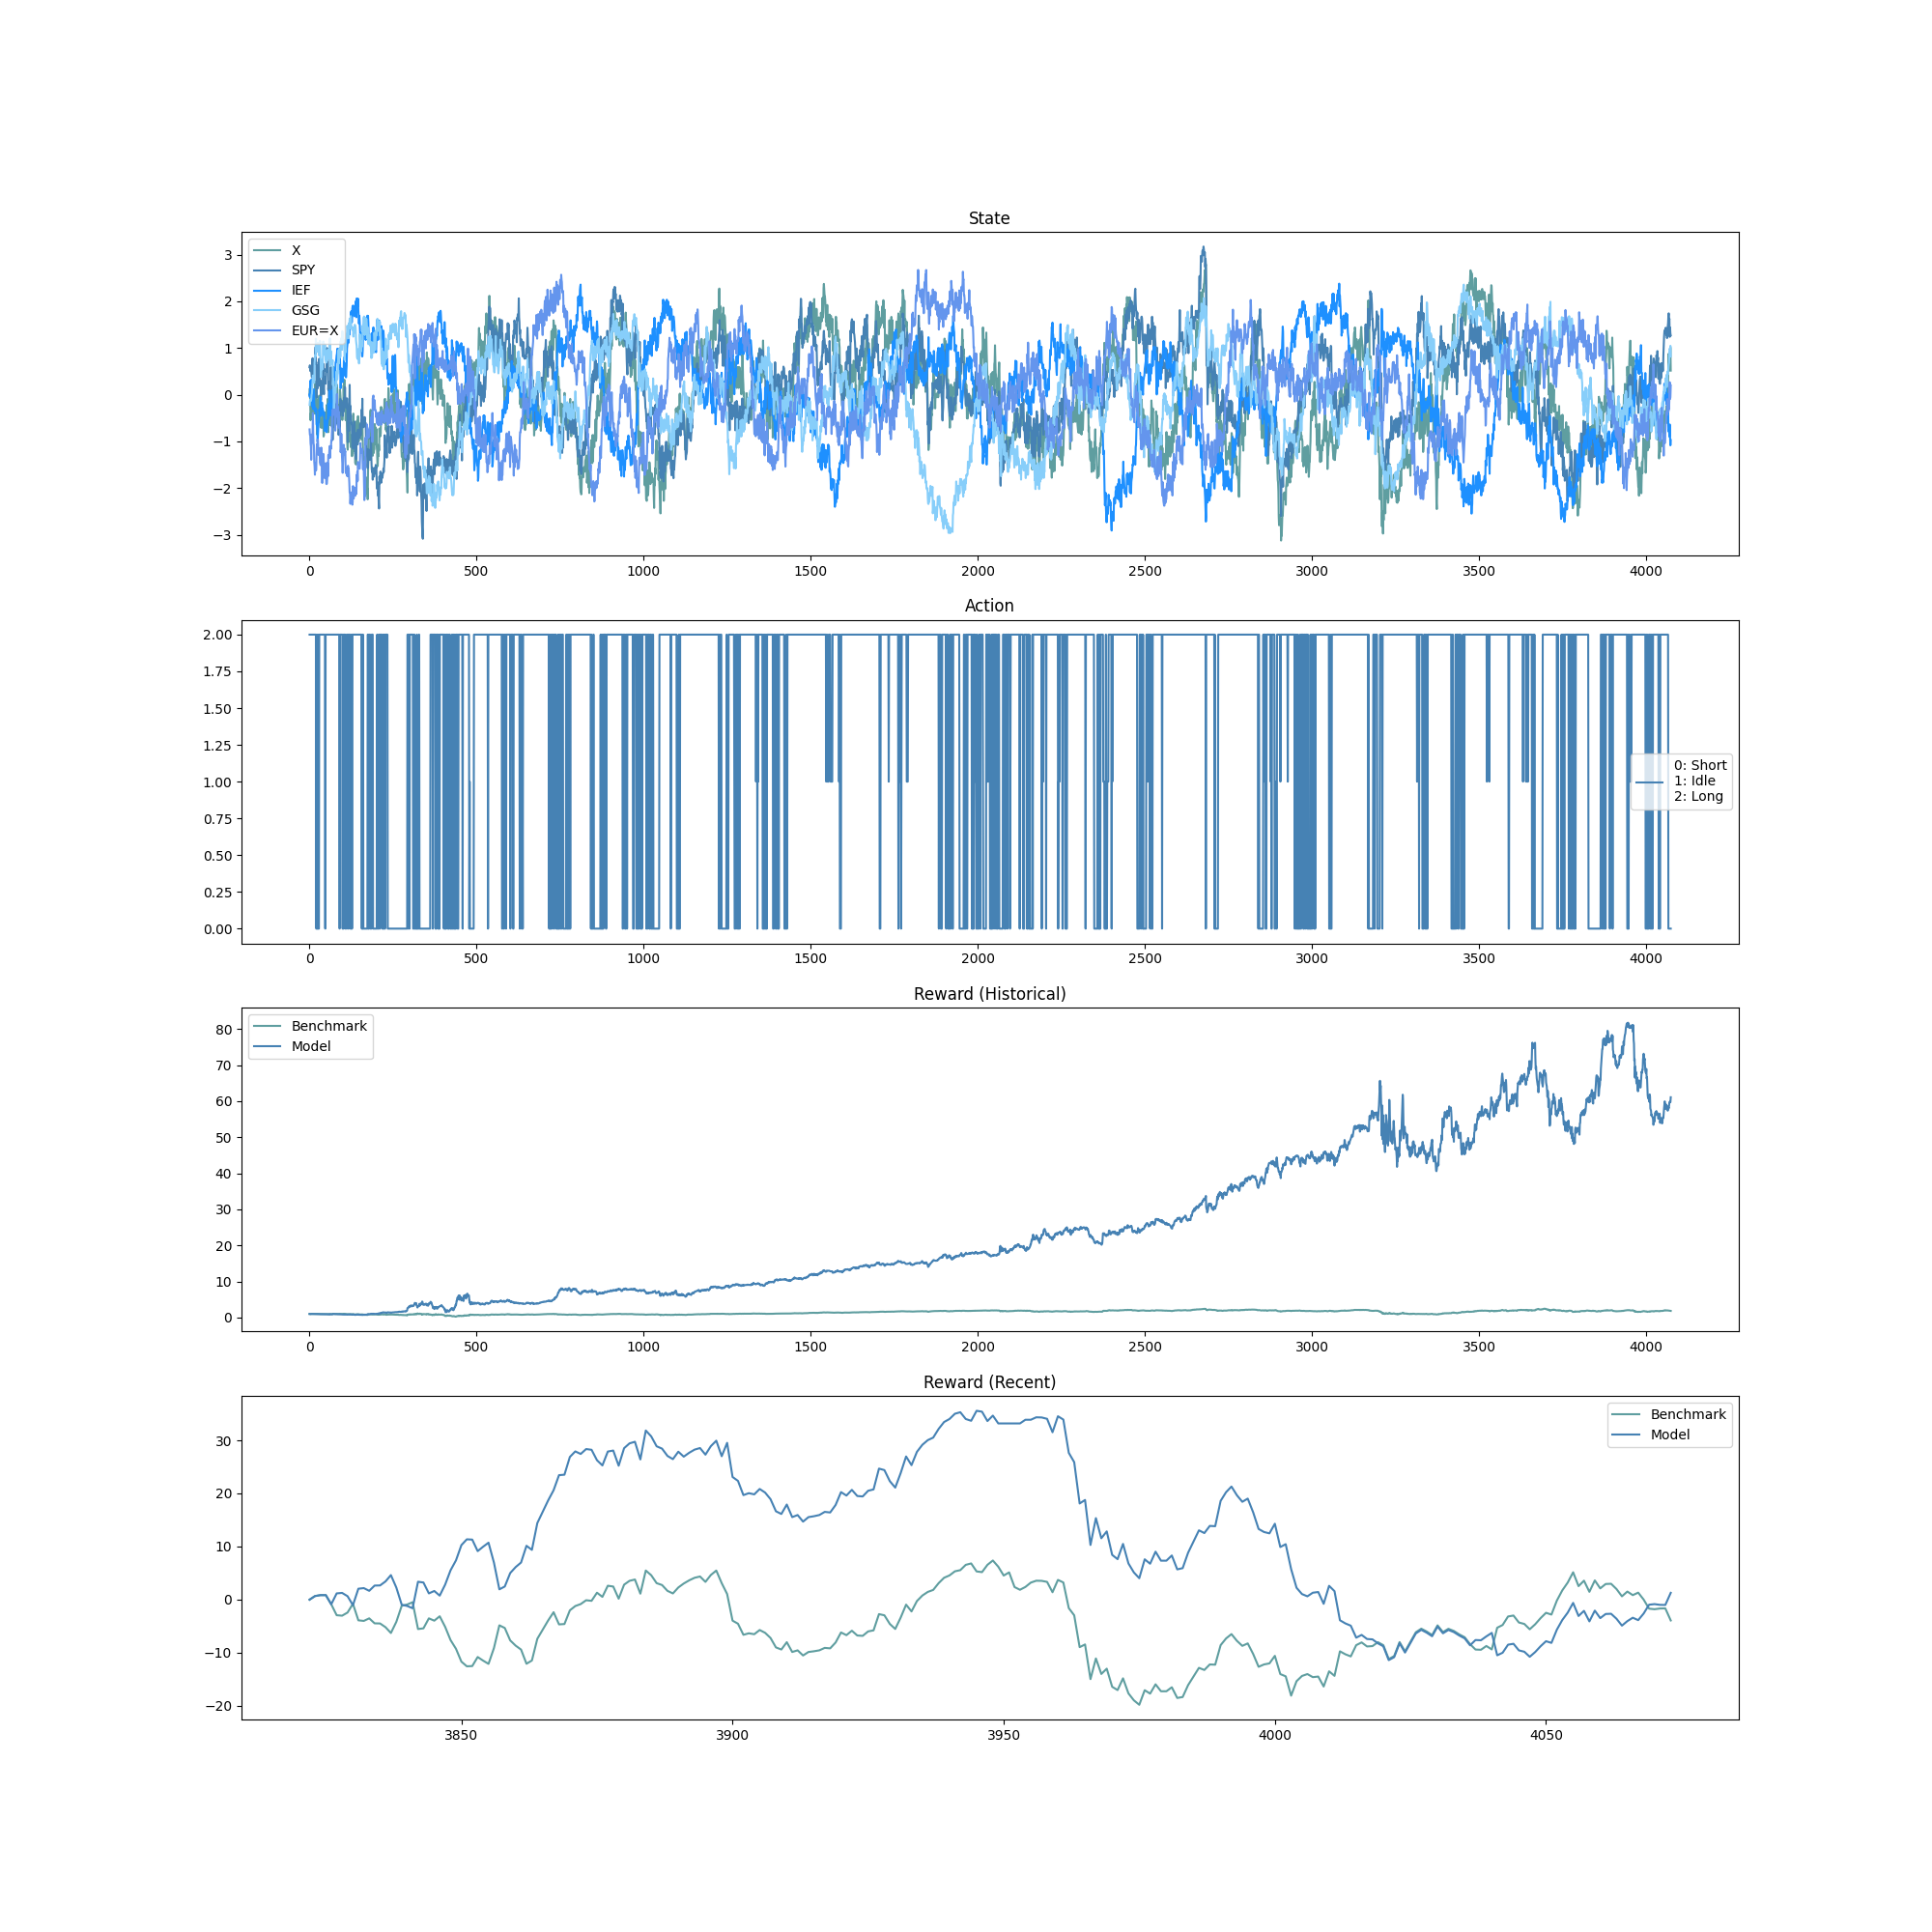 State
X
SPY
IEF
GSG
EUR=X
3
2
1
0
−1
−2
−3
0 500 1000 1500 2000 2500 3000 3500 4000
Action
2.00
1.75
1.50
1.25
1.00
0.75
0.50
0.25
0.00
0: Short
1: Idle
2: Long
0 500 1000 1500 2000 2500 3000 3500 4000
Reward (Historical)
Benchmark
Model
80
70
60
50
40
30
20
10
0
0 500 1000 1500 2000 2500 3000 3500 4000
Reward (Recent)
Benchmark
Model
30
20
10
0
−10
−20
3850 3900 3950 4000 4050